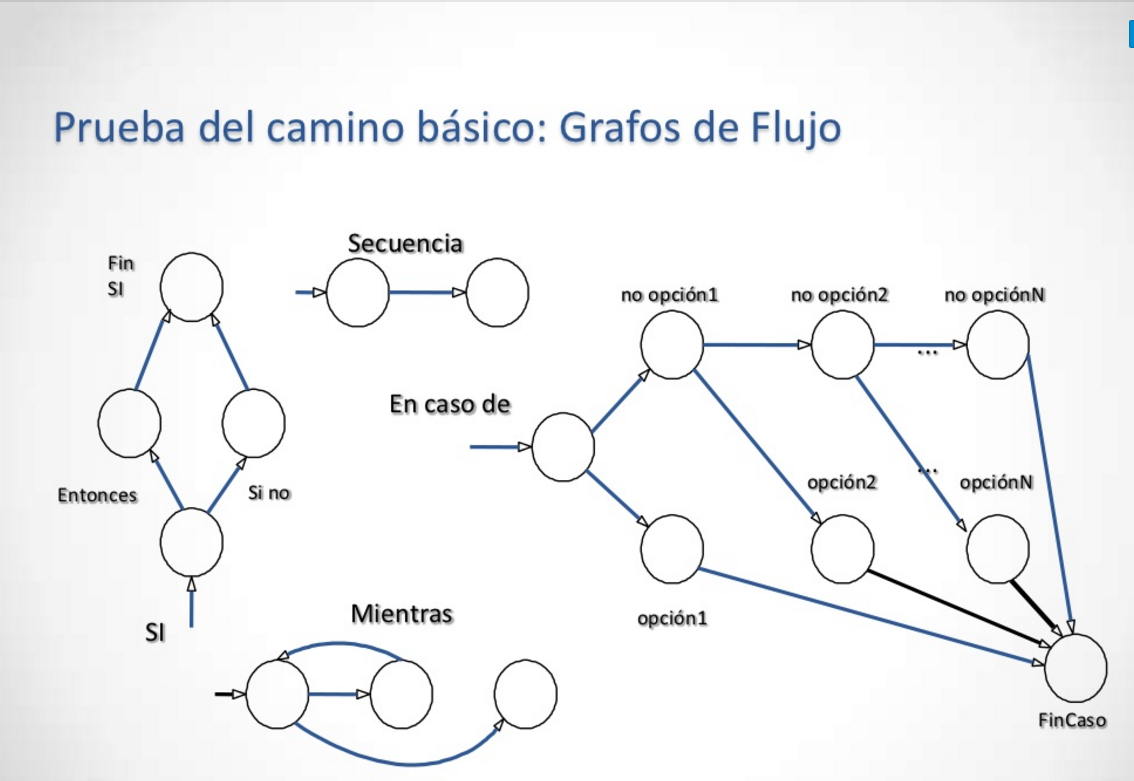 Prueba del camino básico: Grafos de Flujo
Secuencia
Fin
SI
no opción1
no opción2
no opciónN
...
En caso de
...
opción2
opciónN
Entonces
Si no
Mientras
opción1
SI
FinCaso